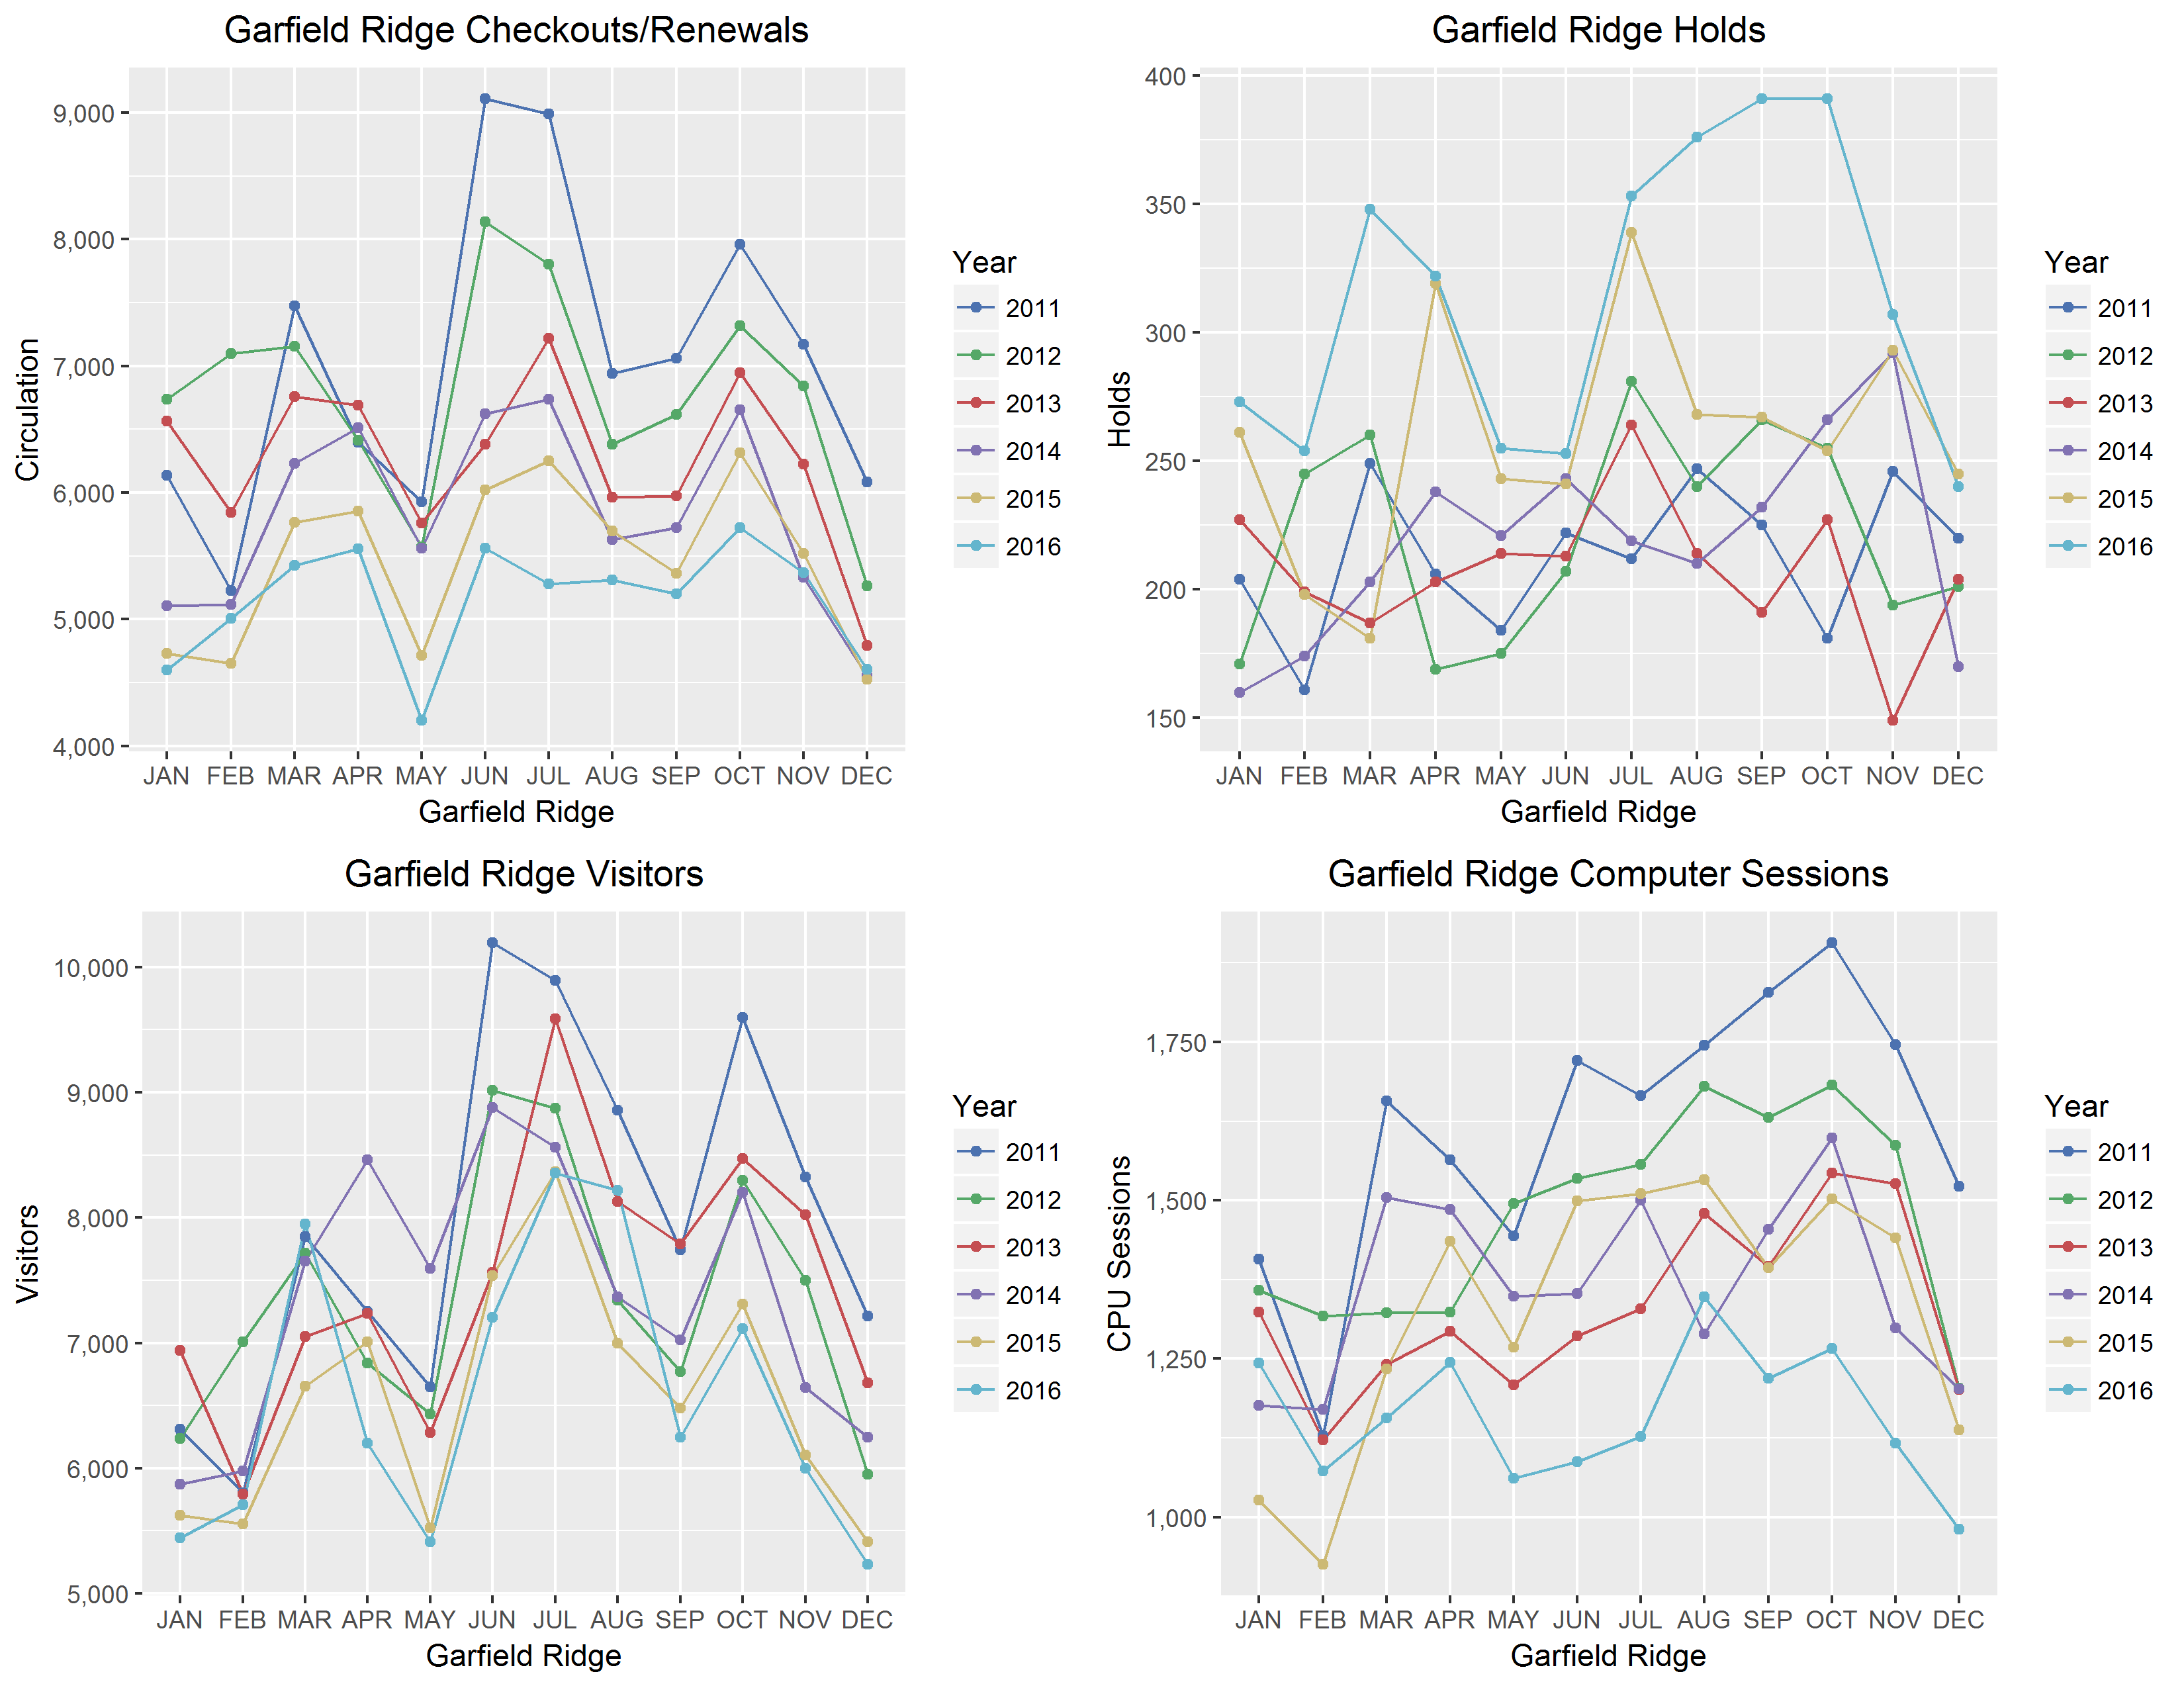 Garfield Ridge Checkouts/Renewals
Circulation
9,000
8,000
7,000
6,000
5,000
4,000
JAN FEB MAR APR MAY JUN JUL AUG SEP OCT NOV DEC
Garfield Ridge
Year
2011
2012
2013
2014
2015
2016
Garfield Ridge Holds
Holds
400
350
300
250
200
150
JAN FEB MAR APR MAY JUN JUL AUG SEP OCT NOV DEC
Garfield Ridge
Year
2011
2012
2013
2014
2015
2016
Garfield Ridge Visitors
Visitors
10,000
9,000
8,000
7,000
6,000
5,000
JAN FEB MAR APR MAY JUN JUL AUG SEP OCT NOV DEC
Garfield Ridge
Year
2011
2012
2013
2014
2015
2016
Garfield Ridge Computer Sessions
CPU Sessions
1,750
1,500
1,250
1,000
JAN FEB MAR APR MAY JUN JUL AUG SEP OCT NOV DEC
Garfield Ridge
Year
2011
2012
2013
2014
2015
2016